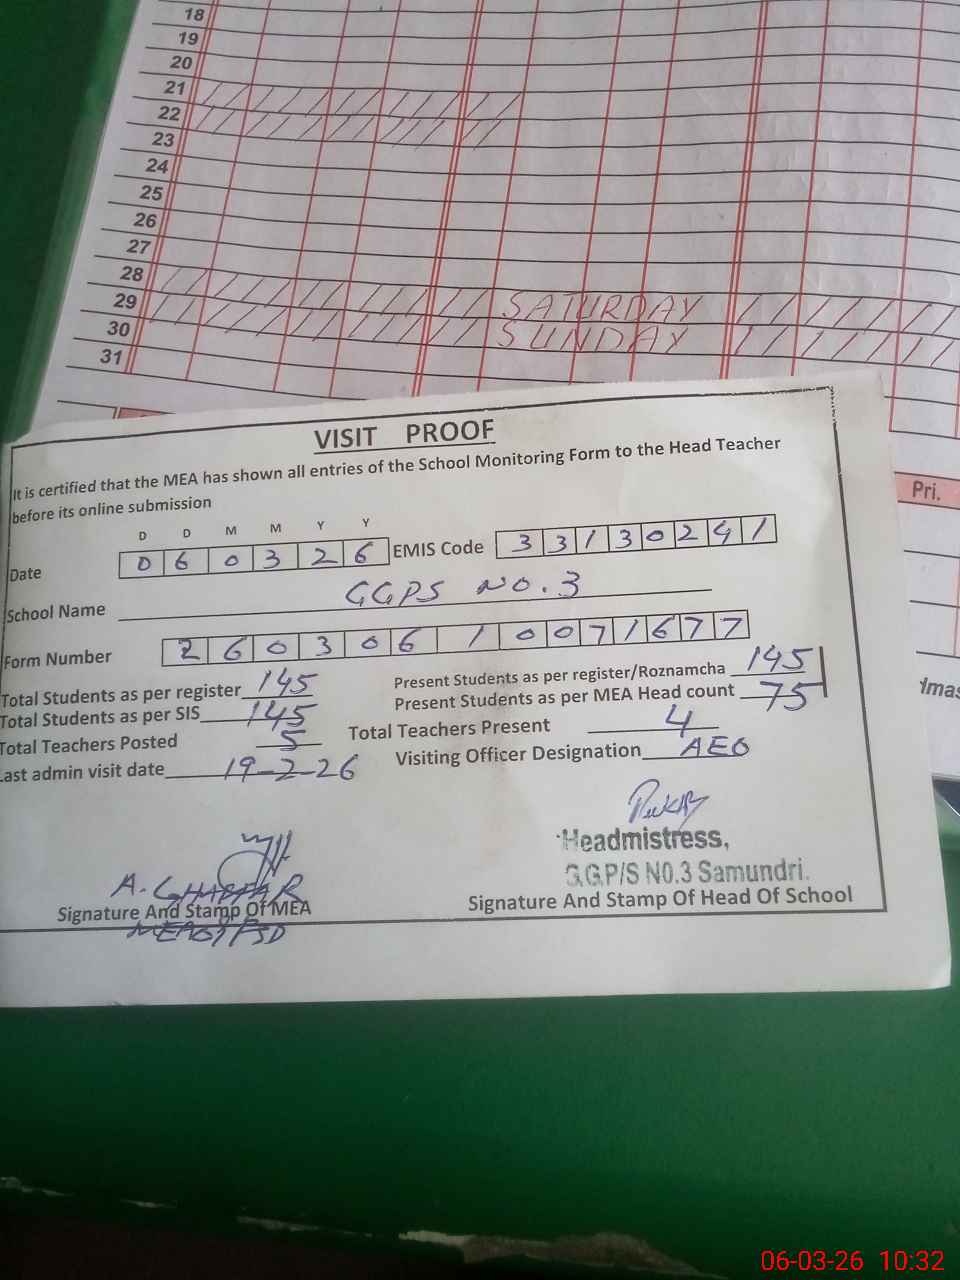 18
19
20
21
22
23
24
25
26
27
28
29 SATURDAY
30 SUNDAY
31
Pri.
VISIT PROOF
It is certified that the MEA has shown all entries of the School Monitoring Form to the Head Teacher
before its online submission
D D M M Y Y
Date 0 6 0 3 2 6 EMIS Code 3 3 1 3 0 2 4 1
School Name GGPS NO.3
Form Number 2 6 0 3 0 6 1 0 0 7 1 6 7 7
Total Students as per register 145 Present Students as per register/Roznamcha 145
Total Students as per SIS 145 Present Students as per MEA Head count 75
Total Teachers Posted 5 Total Teachers Present 4
Last admin visit date 19-2-26 Visiting Officer Designation AEO
Headmistress,
G.G.P/S NO.3 Samundri.
A. GHAFFAR
Signature And Stamp Of MEA Signature And Stamp Of Head Of School
06-03-26 10:32